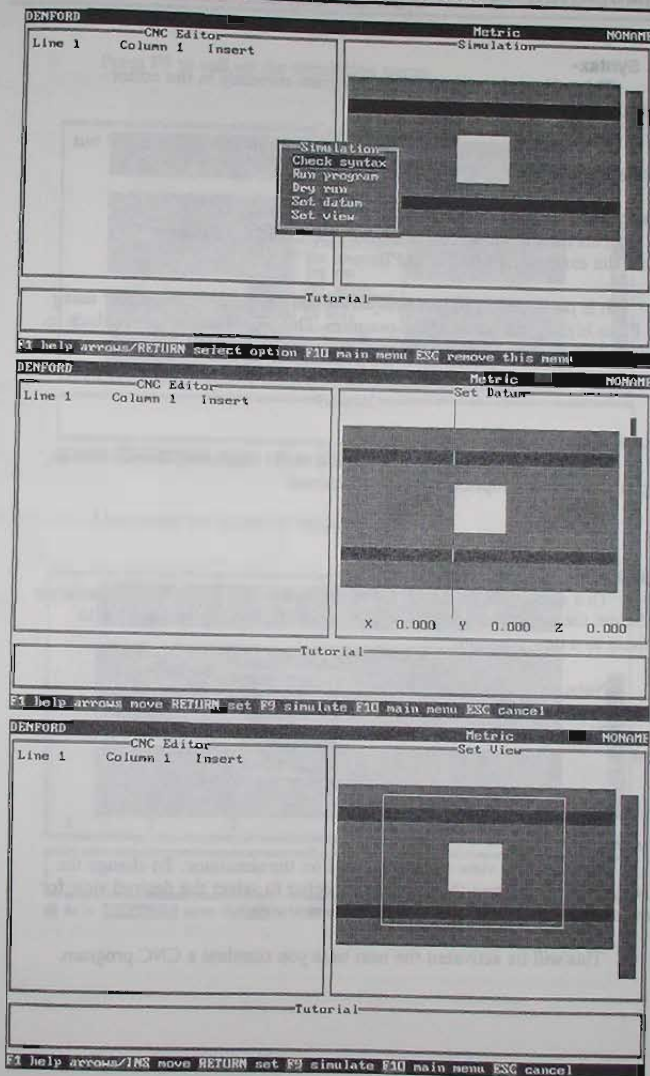 DENFORD Metric NONAME
CNC Editor Simulation
Line 1 Column 1 Insert
Simulation
Check syntax
Run program
Dry run
Set datum
Set view
Tutorial
F1 help arrows/RETURN select option F10 main menu ESC remove this menu
DENFORD Metric NONAME
CNC Editor Set Datum
Line 1 Column 1 Insert
X 0.000 Y 0.000 Z 0.000
Tutorial
F1 help arrows move RETURN set F9 simulate F10 main menu ESC cancel
DENFORD Metric NONAME
CNC Editor Set View
Line 1 Column 1 Insert
Tutorial
F1 help arrows/INS move RETURN set F9 simulate F10 main menu ESC cancel